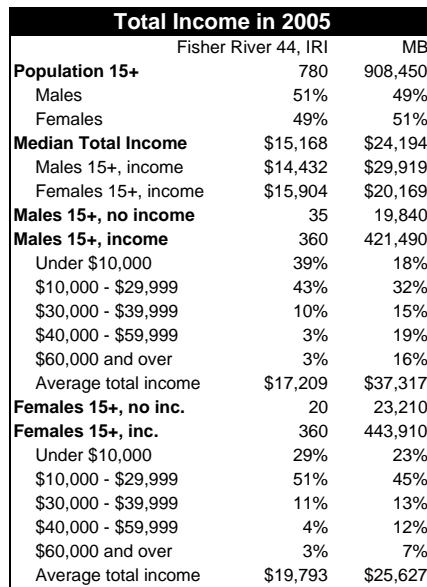 Total Income in 2005
Fisher River 44, IRI MB
Population 15+ 780 908,450
Males 51% 49%
Females 49% 51%
Median Total Income $15,168 $24,194
Males 15+, income $14,432 $29,919
Females 15+, income $15,904 $20,169
Males 15+, no income 35 19,840
Males 15+, income 360 421,490
Under $10,000 39% 18%
$10,000 - $29,999 43% 32%
$30,000 - $39,999 10% 15%
$40,000 - $59,999 3% 19%
$60,000 and over 3% 16%
Average total income $17,209 $37,317
Females 15+, no inc. 20 23,210
Females 15+, inc. 360 443,910
Under $10,000 29% 23%
$10,000 - $29,999 51% 45%
$30,000 - $39,999 11% 13%
$40,000 - $59,999 4% 12%
$60,000 and over 3% 7%
Average total income $19,793 $25,627